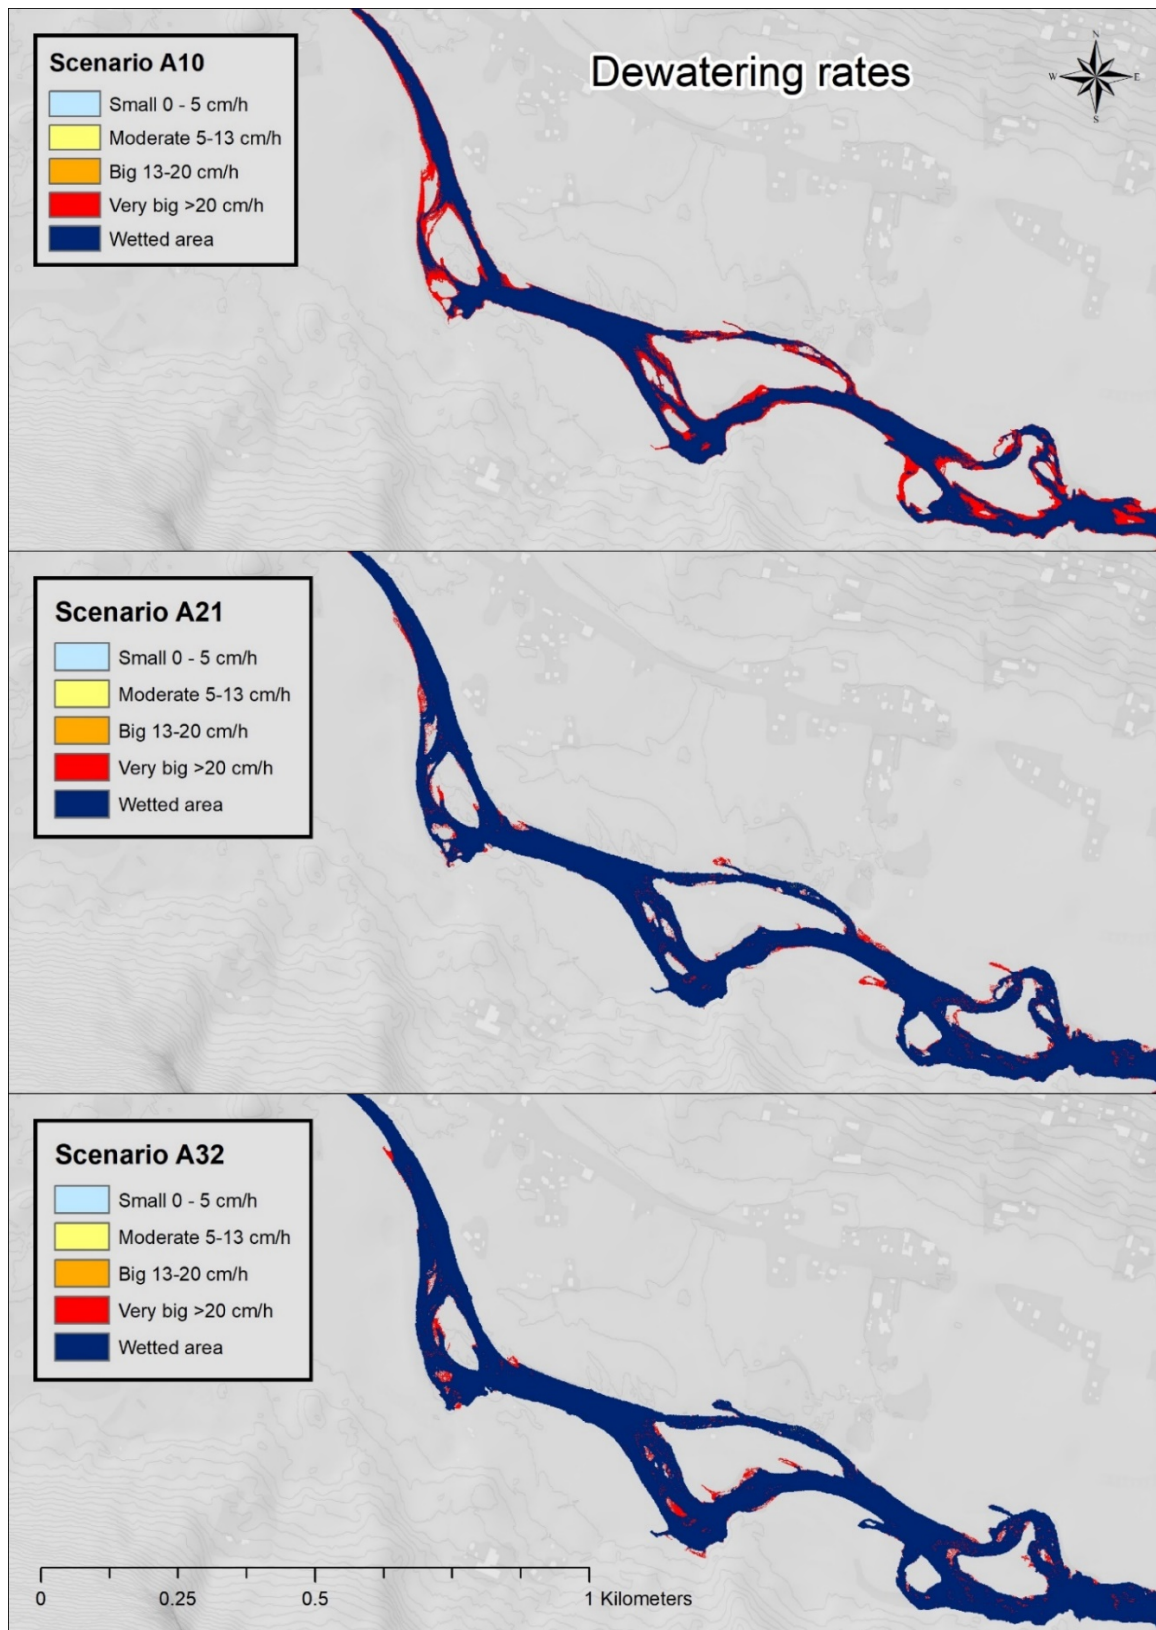 Dewatering rates
N
W E
S
Scenario A10
Small 0 - 5 cm/h
Moderate 5-13 cm/h
Big 13-20 cm/h
Very big >20 cm/h
Wetted area
Scenario A21
Small 0 - 5 cm/h
Moderate 5-13 cm/h
Big 13-20 cm/h
Very big >20 cm/h
Wetted area
Scenario A32
Small 0 - 5 cm/h
Moderate 5-13 cm/h
Big 13-20 cm/h
Very big >20 cm/h
Wetted area
0 0.25 0.5 1 Kilometers